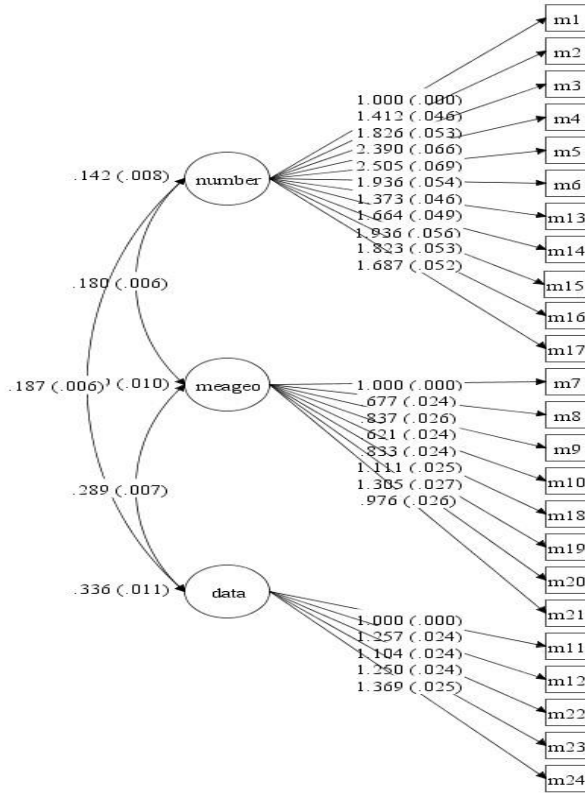 m1
m2
m3
m4
m5
m6
m13
m14
m15
m16
m17
1.000 (.000)
1.412 (.046)
1.826 (.053)
2.390 (.066)
2.505 (.069)
1.936 (.054)
1.373 (.046)
1.664 (.049)
1.936 (.056)
1.823 (.053)
1.687 (.052)
.142 (.008)
number
.180 (.006)
.187 (.006)
(.010)
meageo
1.000 (.000)
.677 (.024)
.837 (.026)
.621 (.024)
.833 (.024)
1.111 (.025)
1.305 (.027)
.976 (.026)
m7
m8
m9
m10
m18
m19
m20
m21
.289 (.007)
.336 (.011)
data
1.000 (.000)
1.257 (.024)
1.104 (.024)
1.250 (.024)
1.369 (.025)
m11
m12
m22
m23
m24